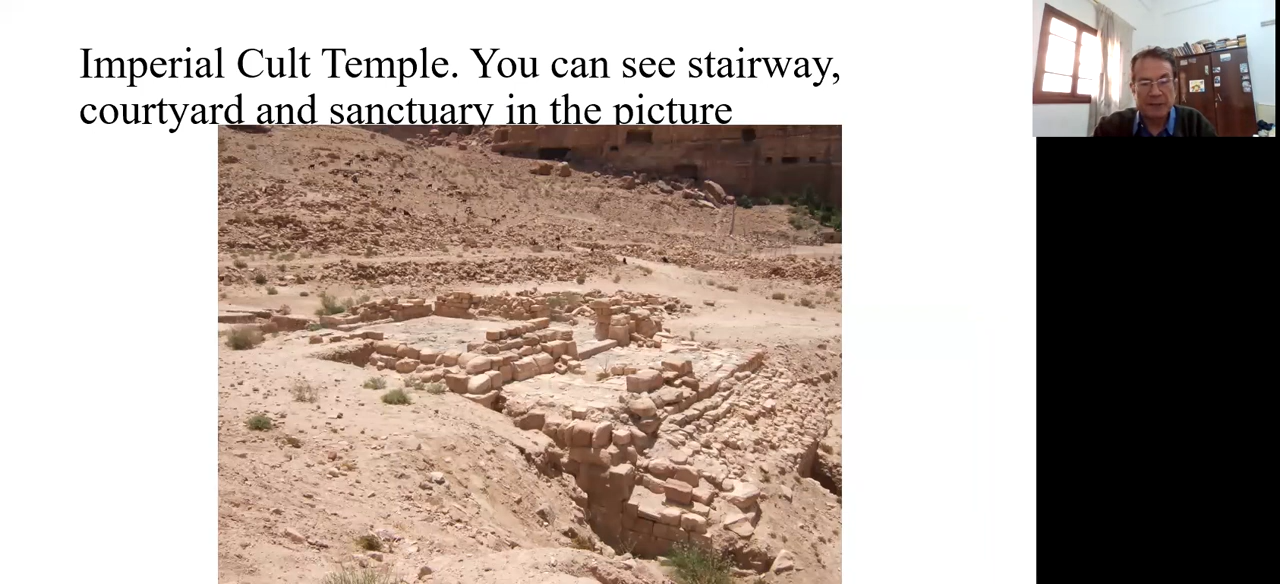 Imperial Cult Temple. You can see stairway,
courtyard and sanctuary in the picture